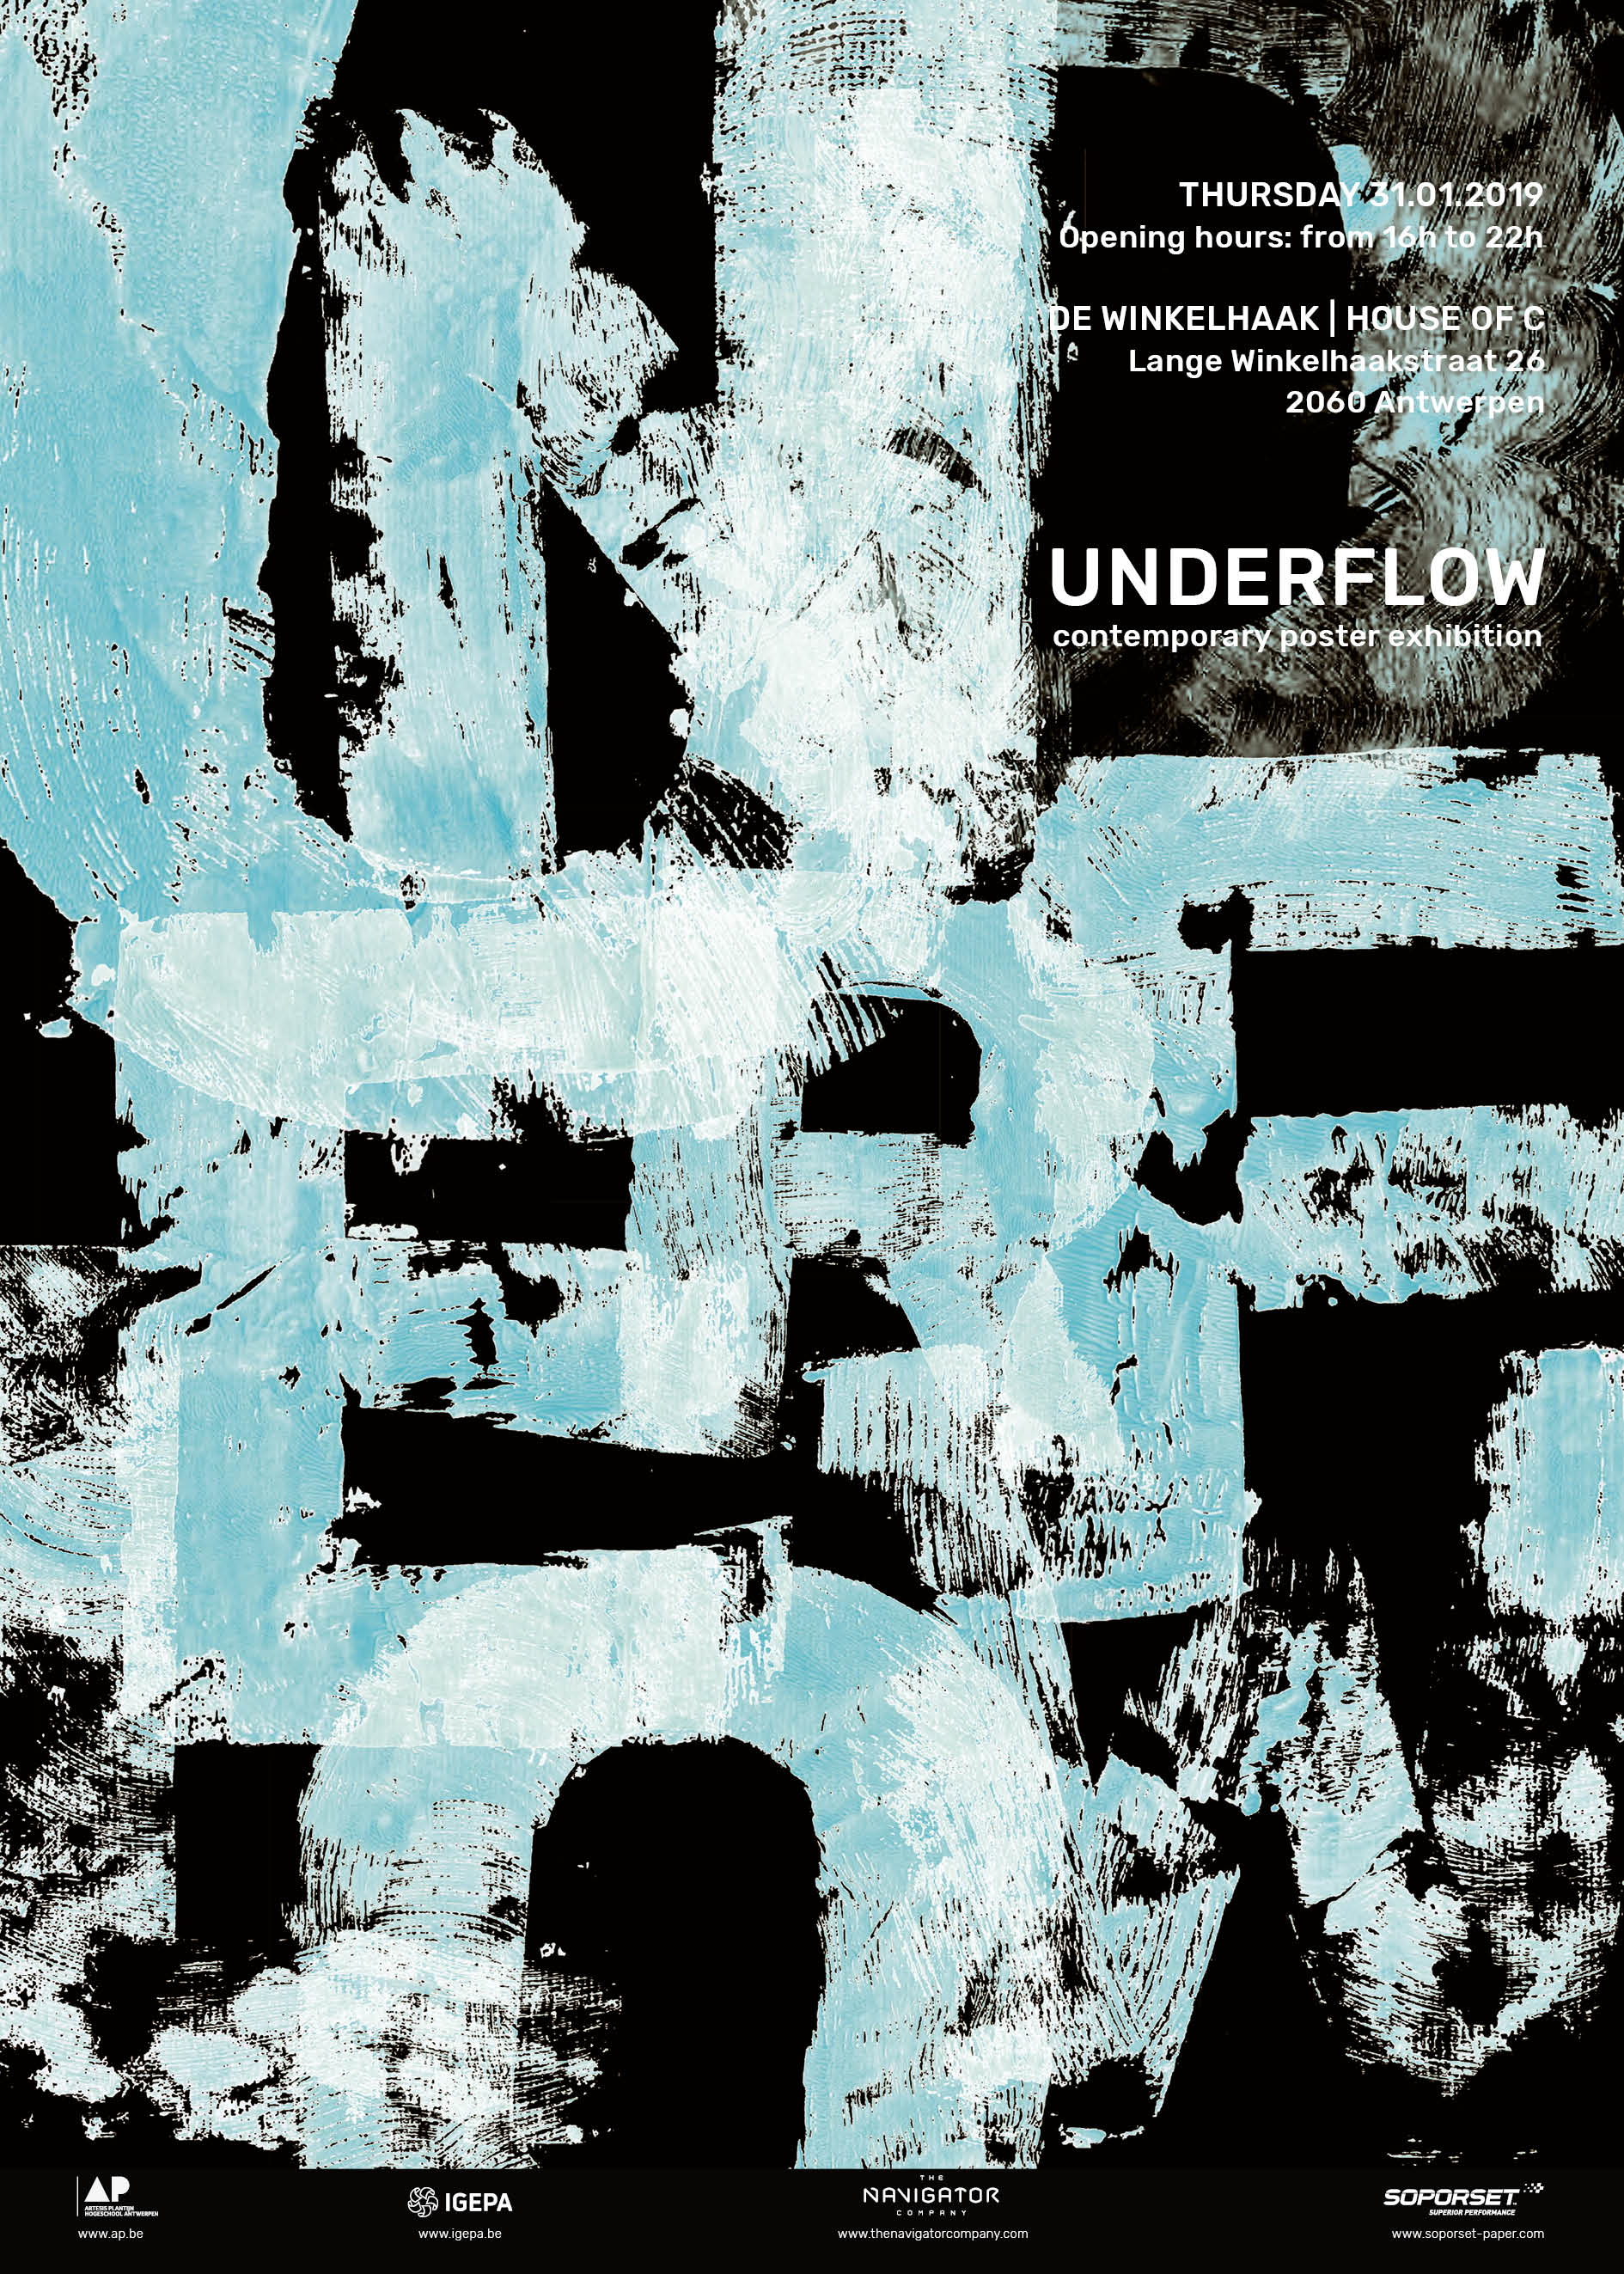 THURSDAY 31.01.2019
Opening hours: from 16h to 22h
DE WINKELHAAK | HOUSE OF C
Lange Winkelhaakstraat 26
2060 Antwerpen
UNDERFLOW
contemporary poster exhibition
AP
ARTESIS PLANTIJN
HOGESCHOOL ANTWERPEN
www.ap.be
IGEPA
www.igepa.be
THE
NAVIGATOR
COMPANY
www.thenavigatorcompany.com
SOPORSET
SUPERIOR PERFORMANCE
www.soporset-paper.com